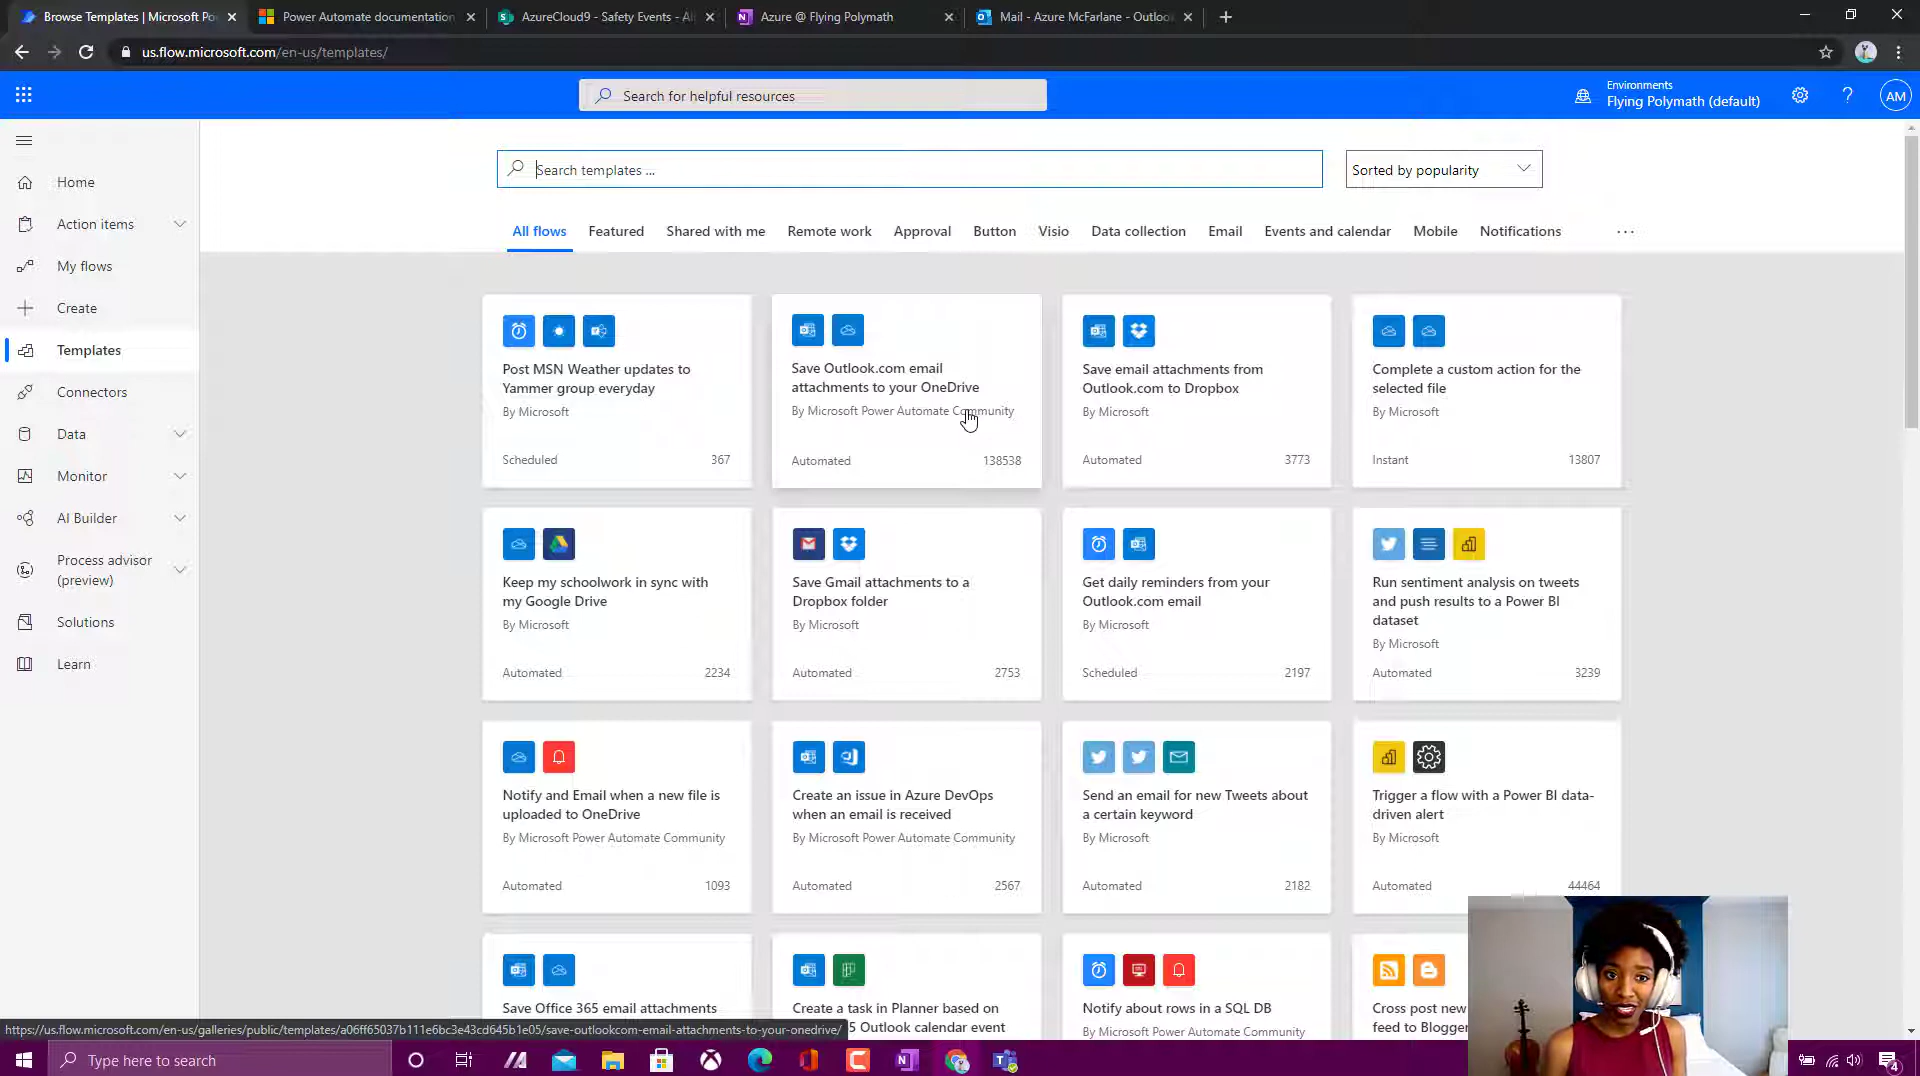 Browse Templates | Microsoft Po
Power Automate documentation
AzureCloud9 - Safety Events - Al
Azure @ Flying Polymath
Mail - Azure McFarlane - Outloo
us.flow.microsoft.com/en-us/templates/
Search for helpful resources
Environments
Flying Polymath (default)
AM
Home
Action items
My flows
Create
Templates
Connectors
Data
Monitor
AI Builder
Process advisor
(preview)
Solutions
Learn
Search templates ...
Sorted by popularity
All flows Featured Shared with me Remote work Approval Button Visio Data collection Email Events and calendar Mobile Notifications ...
Post MSN Weather updates to
Yammer group everyday
By Microsoft
Scheduled 367
Save Outlook.com email
attachments to your OneDrive
By Microsoft Power Automate Community
Automated 138538
Save email attachments from
Outlook.com to Dropbox
By Microsoft
Automated 3773
Complete a custom action for the
selected file
By Microsoft
Instant 13807
Keep my schoolwork in sync with
my Google Drive
By Microsoft
Automated 2234
Save Gmail attachments to a
Dropbox folder
By Microsoft
Automated 2753
Get daily reminders from your
Outlook.com email
By Microsoft
Scheduled 2197
Run sentiment analysis on tweets
and push results to a Power BI
dataset
By Microsoft
Automated 3239
Notify and Email when a new file is
uploaded to OneDrive
By Microsoft Power Automate Community
Automated 1093
Create an issue in Azure DevOps
when an email is received
By Microsoft Power Automate Community
Automated 2567
Send an email for new Tweets about
a certain keyword
By Microsoft
Automated 2182
Trigger a flow with a Power BI data-
driven alert
By Microsoft
Automated 44464
Save Office 365 email attachments
Create a task in Planner based on
5 Outlook calendar event
Notify about rows in a SQL DB
By Microsoft Power Automate Community
Cross post new
feed to Blogger
https://us.flow.microsoft.com/en-us/galleries/public/templates/a06ff65037b111e6bc3e43cd645b1e05/save-outlookcom-email-attachments-to-your-onedrive/
Type here to search
4